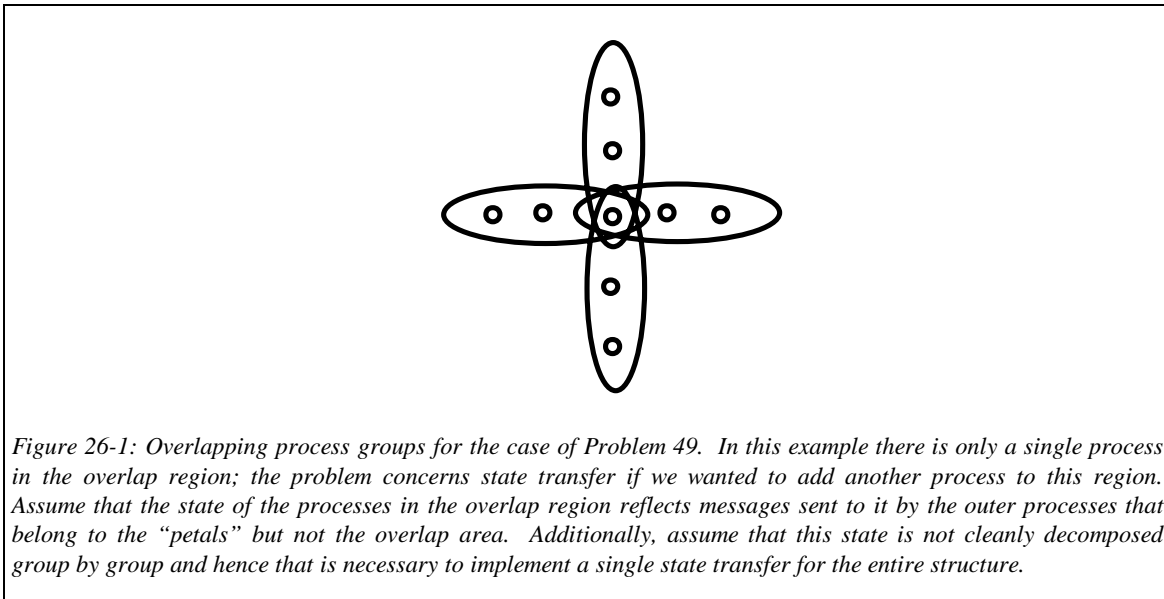 Figure 26-1: Overlapping process groups for the case of Problem 49. In this example there is only a single process
in the overlap region; the problem concerns state transfer if we wanted to add another process to this region.
Assume that the state of the processes in the overlap region reflects messages sent to it by the outer processes that
belong to the “petals” but not the overlap area. Additionally, assume that this state is not cleanly decomposed
group by group and hence that is necessary to implement a single state transfer for the entire structure.